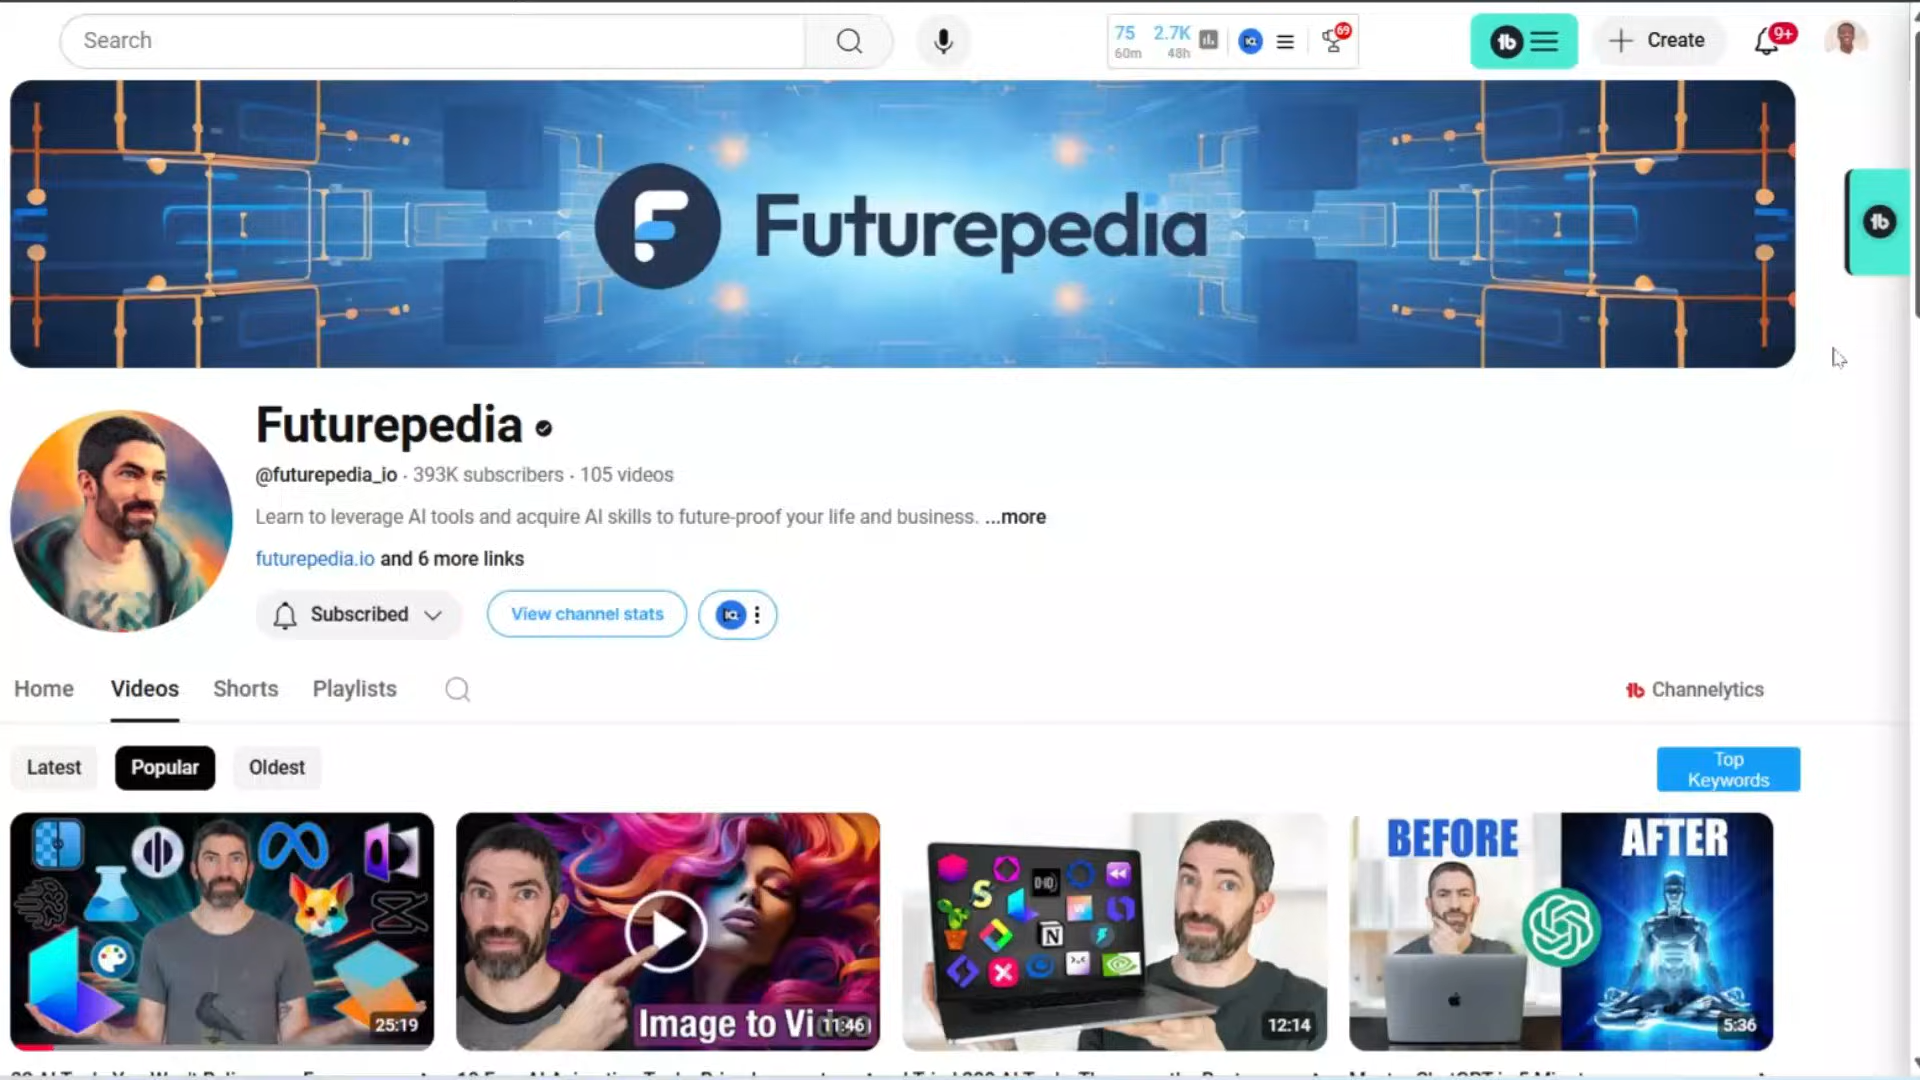 Search
75 2.7K
60m 48h
69
Create
9+
Futurepedia
Futurepedia
@futurepedia_io · 393K subscribers · 105 videos
Learn to leverage AI tools and acquire AI skills to future-proof your life and business. ...more
futurepedia.io and 6 more links
Subscribed
View channel stats
Home Videos Shorts Playlists
Channelytics
Latest Popular Oldest
Top
Keywords
BEFORE AFTER
D-ID
Image to Vi
25:19
11:46
12:14
5:36